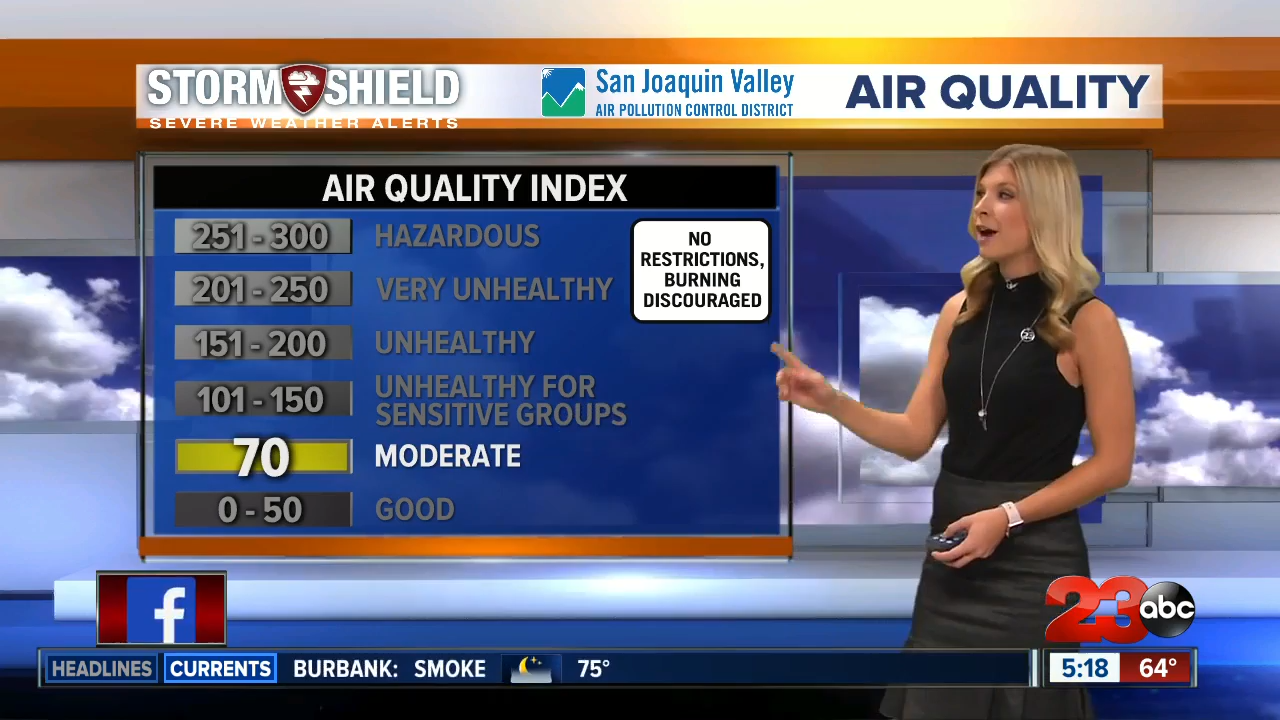 STORM SHIELD
SEVERE WEATHER ALERTS
San Joaquin Valley
AIR POLLUTION CONTROL DISTRICT
AIR QUALITY
AIR QUALITY INDEX
251 - 300 HAZARDOUS
201 - 250 VERY UNHEALTHY
151 - 200 UNHEALTHY
101 - 150 UNHEALTHY FOR
SENSITIVE GROUPS
70 MODERATE
0 - 50 GOOD
NO
RESTRICTIONS,
BURNING
DISCOURAGED
f
23 abc
HEADLINES CURRENTS BURBANK: SMOKE 75°
5:18 64°